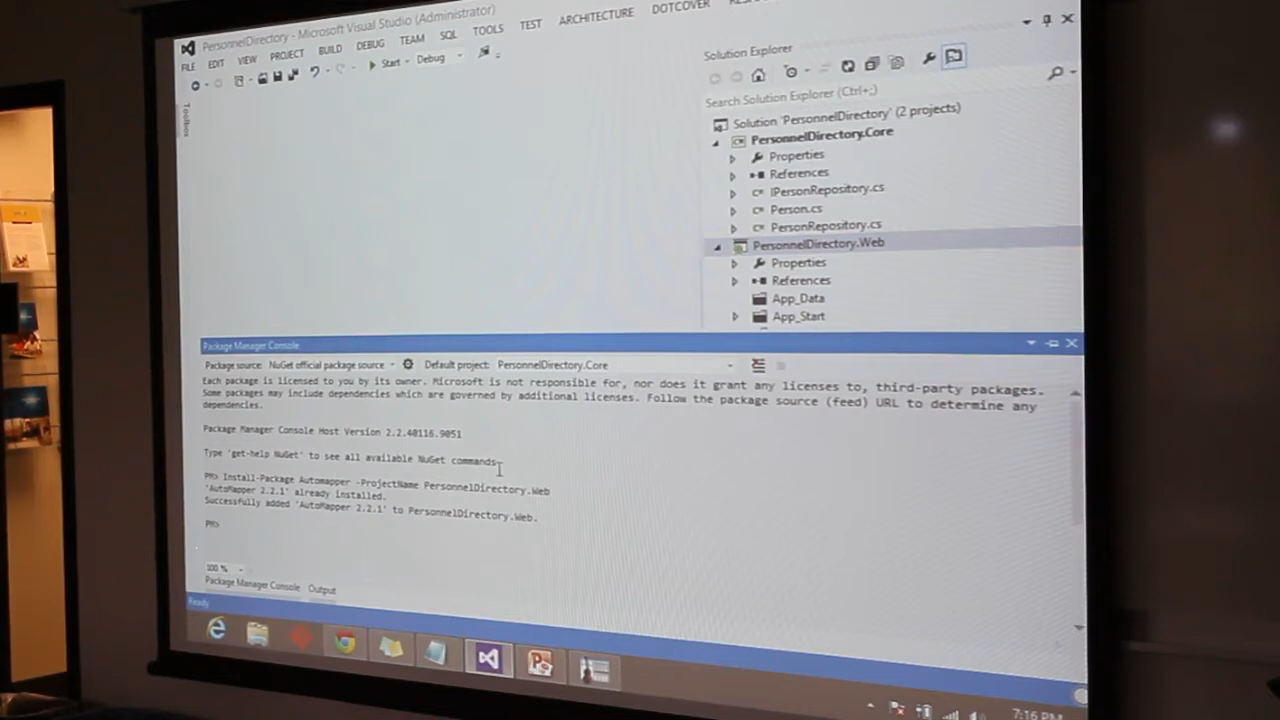 PersonnelDirectory - Microsoft Visual Studio (Administrator)
FILE EDIT VIEW PROJECT BUILD DEBUG TEAM SQL TOOLS TEST ARCHITECTURE DOTCOVER
Start Debug
Toolbox
Solution Explorer
Search Solution Explorer (Ctrl+;)
Solution 'PersonnelDirectory' (2 projects)
PersonnelDirectory.Core
Properties
References
IPersonRepository.cs
Person.cs
PersonRepository.cs
PersonnelDirectory.Web
Properties
References
App_Data
App_Start
Package Manager Console
Package source: NuGet official package source Default project: PersonnelDirectory.Core
Each package is licensed to you by its owner. Microsoft is not responsible for, nor does it grant any licenses to, third-party packages.
Some packages may include dependencies which are governed by additional licenses. Follow the package source (feed) URL to determine any
dependencies.
Package Manager Console Host Version 2.2.40116.9051
Type 'get-help NuGet' to see all available NuGet commands.
PM> Install-Package Automapper -ProjectName PersonnelDirectory.Web
'AutoMapper 2.2.1' already installed.
Successfully added 'AutoMapper 2.2.1' to PersonnelDirectory.Web.
PM>
100 %
Package Manager Console Output
Ready
7:16 PM